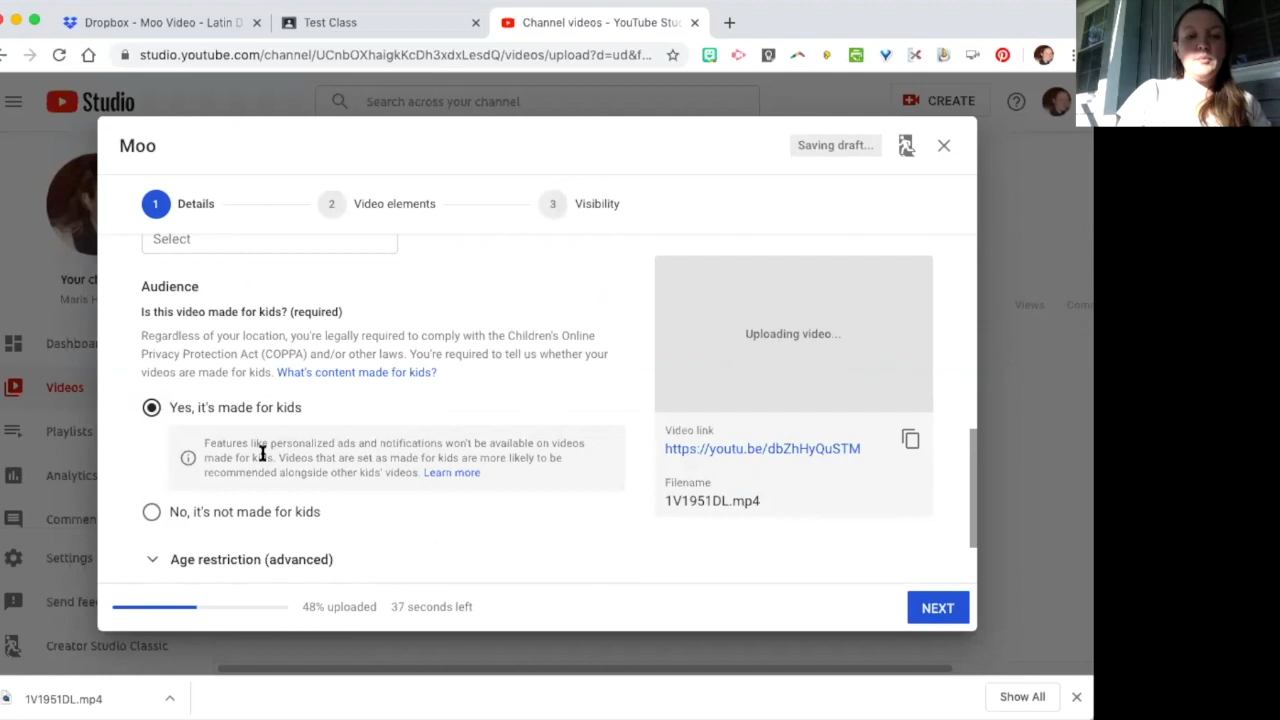 Dropbox - Moo Video - Latin D
Test Class
Channel videos - YouTube Stu
studio.youtube.com/channel/UCnbOXhaigkKcDh3xdxLesdQ/videos/upload?d=ud&f...
Studio
Search across your channel
CREATE
Moo
Saving draft...
1 Details
2 Video elements
3 Visibility
Select
Audience
Is this video made for kids? (required)
Regardless of your location, you're legally required to comply with the Children's Online
Privacy Protection Act (COPPA) and/or other laws. You're required to tell us whether your
videos are made for kids. What's content made for kids?
Yes, it's made for kids
Features like personalized ads and notifications won't be available on videos
made for kids. Videos that are set as made for kids are more likely to be
recommended alongside other kids' videos. Learn more
No, it's not made for kids
Age restriction (advanced)
Uploading video...
Video link
https://youtu.be/dbZhHyQuSTM
Filename
1V1951DL.mp4
48% uploaded
37 seconds left
NEXT
Your c
Maris H
Dashboa
Videos
Playlists
Analytics
Commen
Settings
Send fee
Creator Studio Classic
Views
Com
1V1951DL.mp4
Show All